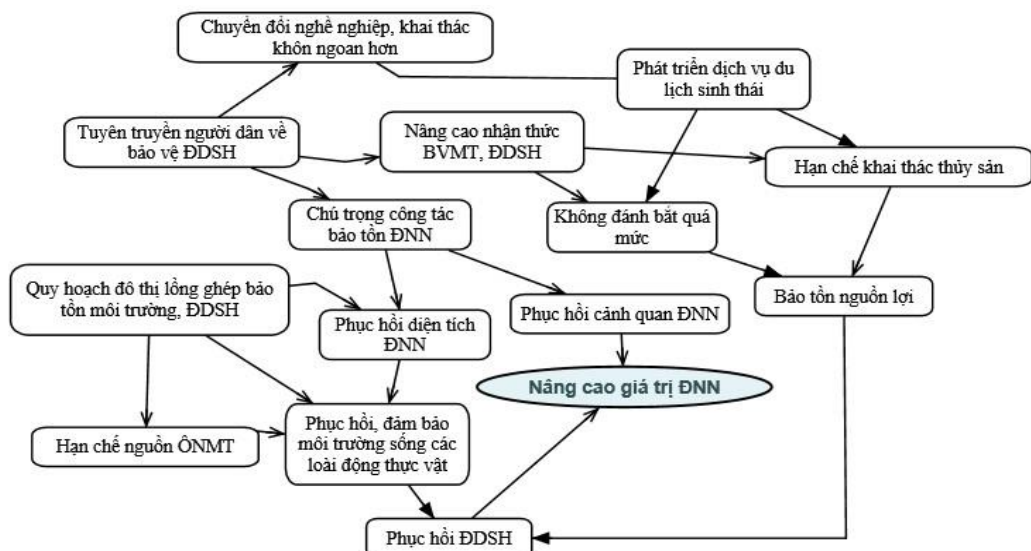 Chuyển đổi nghề nghiệp, khai thác
khôn ngoan hơn
Phát triển dịch vụ du
lịch sinh thái
Tuyên truyền người dân về
bảo vệ ĐDSH
Nâng cao nhận thức
BVMT, ĐDSH
Hạn chế khai thác thủy sản
Chú trọng công tác
bảo tồn ĐNN
Không đánh bắt quá
mức
Quy hoạch đô thị lồng ghép bảo
tồn môi trường, ĐDSH
Phục hồi diện tích
ĐNN
Phục hồi cảnh quan ĐNN
Bảo tồn nguồn lợi
Nâng cao giá trị ĐNN
Hạn chế nguồn ÔNMT
Phục hồi, đảm bảo
môi trường sống các
loài động thực vật
Phục hồi ĐDSH